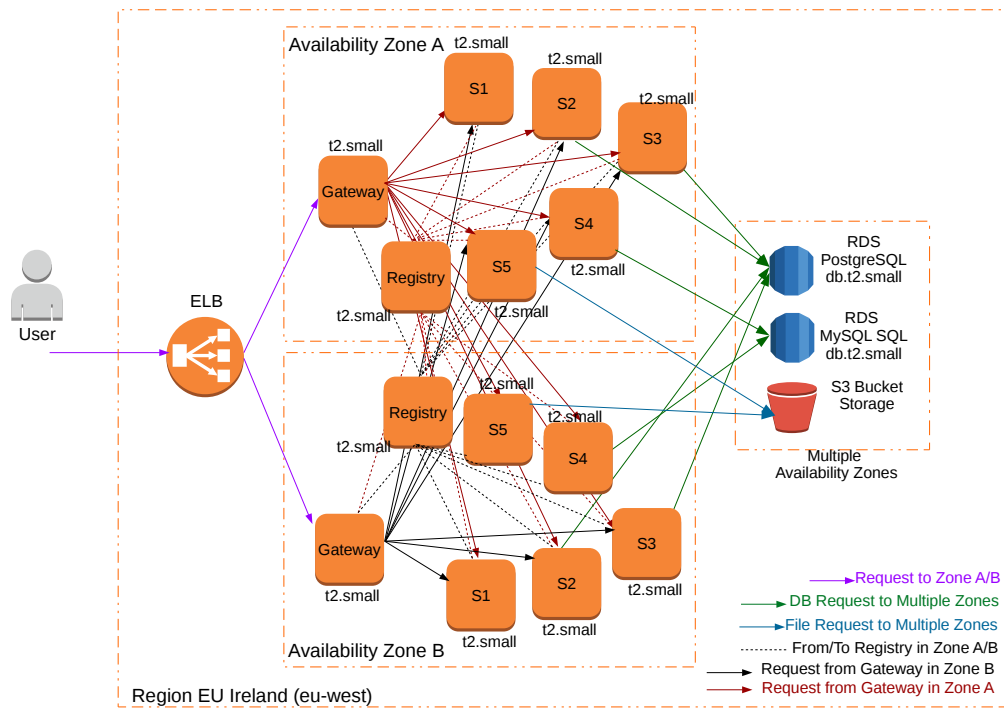 Availability Zone A
t2.small
S1
t2.small
S2
t2.small
S3
t2.small
Gateway
S4
t2.small
Registry
t2.small
S5
t2.small
RDS
PostgreSQL
db.t2.small
RDS
MySQL SQL
db.t2.small
S3 Bucket
Storage
Multiple
Availability Zones
User
ELB
Registry
t2.small
t2.small
S5
t2.small
S4
Gateway
t2.small
S1
t2.small
S2
t2.small
S3
t2.small
Availability Zone B
Region EU Ireland (eu-west)
Request to Zone A/B
DB Request to Multiple Zones
File Request to Multiple Zones
From/To Registry in Zone A/B
Request from Gateway in Zone B
Request from Gateway in Zone A